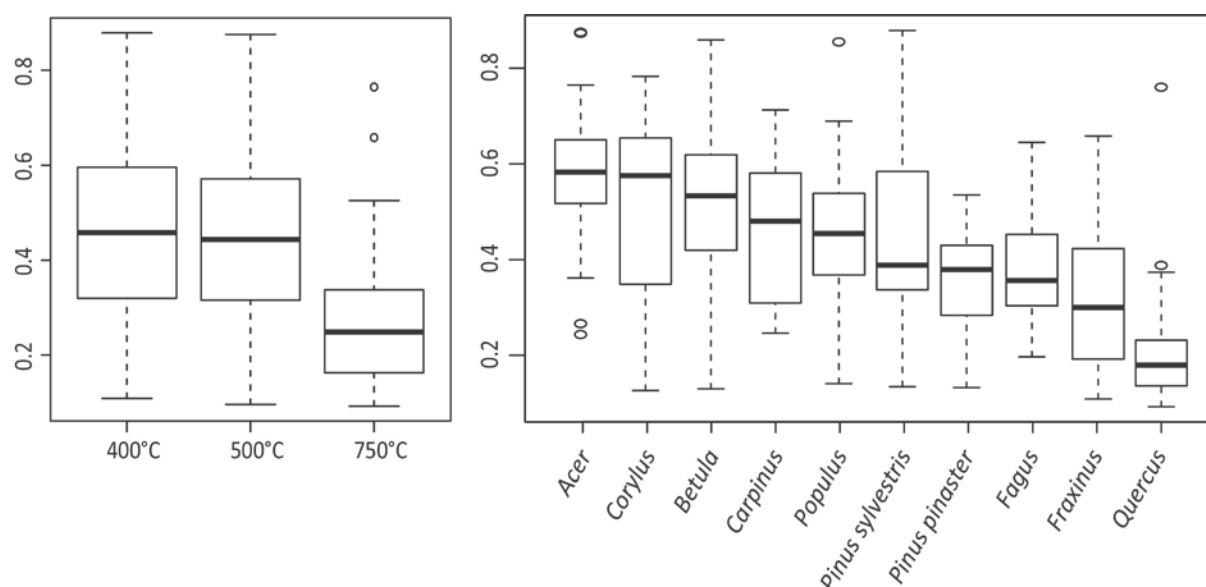 0.8
0.6
0.4
0.2
400°C 500°C 750°C
0.8
0.6
0.4
0.2
Acer
Corylus
Betula
Carpinus
Populus
Pinus sylvestris
Pinus pinaster
Fagus
Fraxinus
Quercus